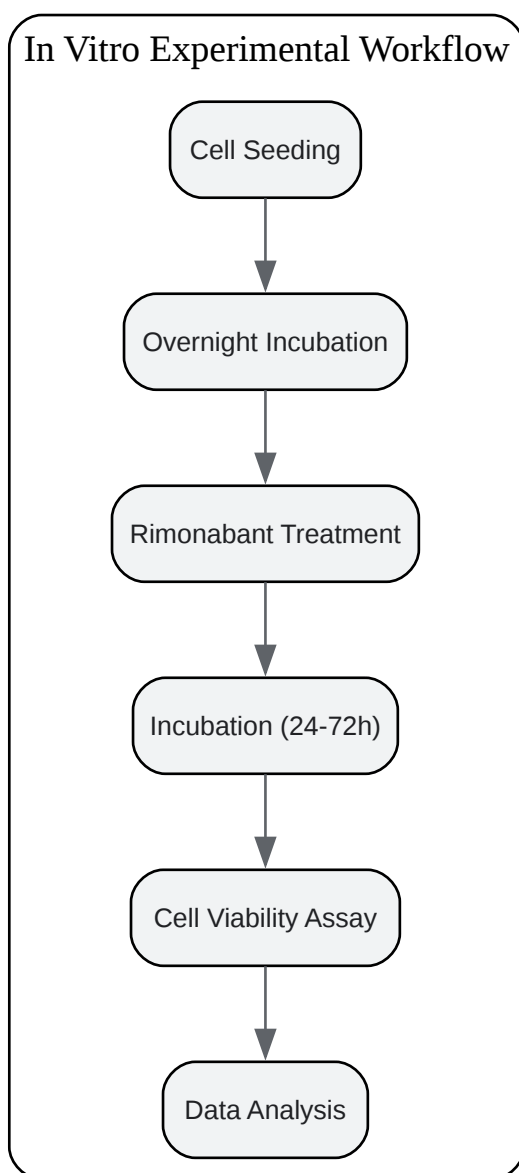 In Vitro Experimental Workflow
Cell Seeding
Overnight Incubation
Rimonabant Treatment
Incubation (24-72h)
Cell Viability Assay
Data Analysis